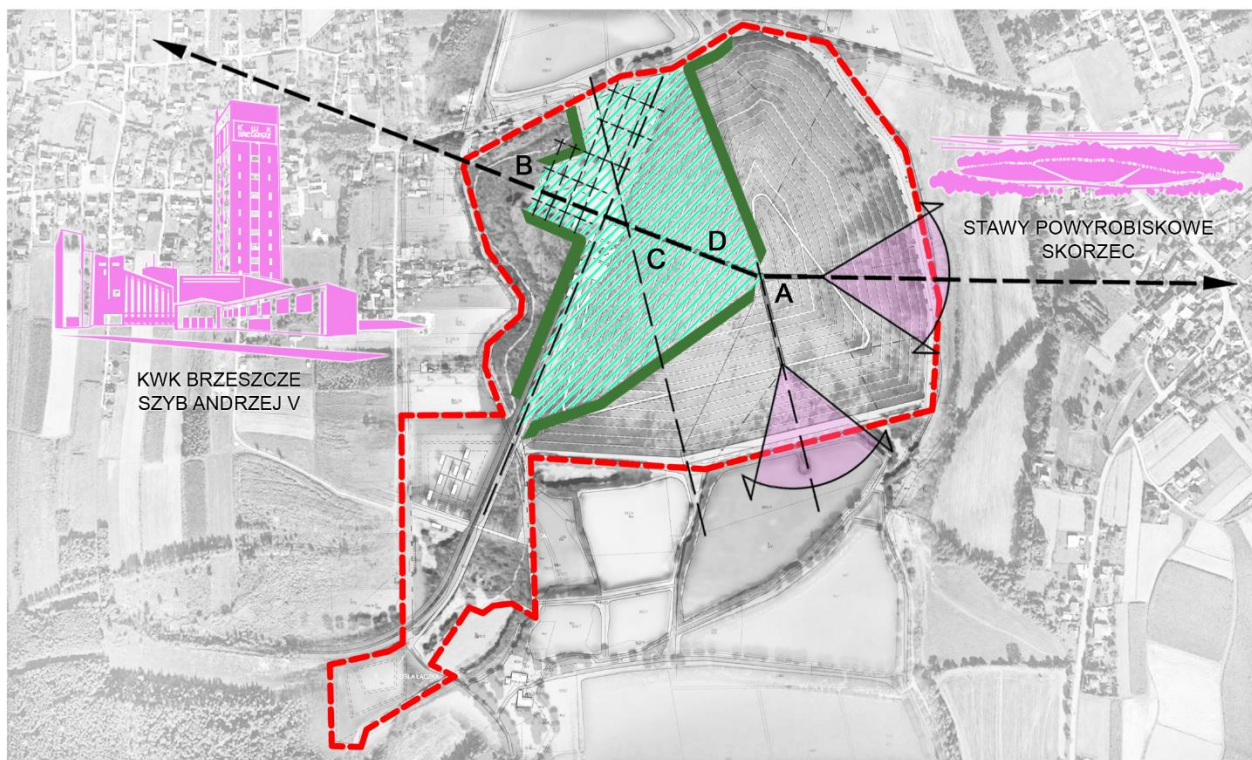 B
D
C
A
STAWY POWYROBISKOWE
SKORZEC
KWK BRZESZCZE
SZYB ANDRZEJ V